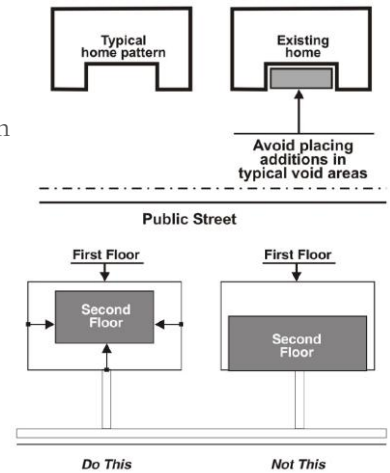 Typical
home pattern
Existing
home
Avoid placing
additions in
typical void areas
Public Street
First Floor
First Floor
Second
Floor
Second
Floor
Do This
Not This